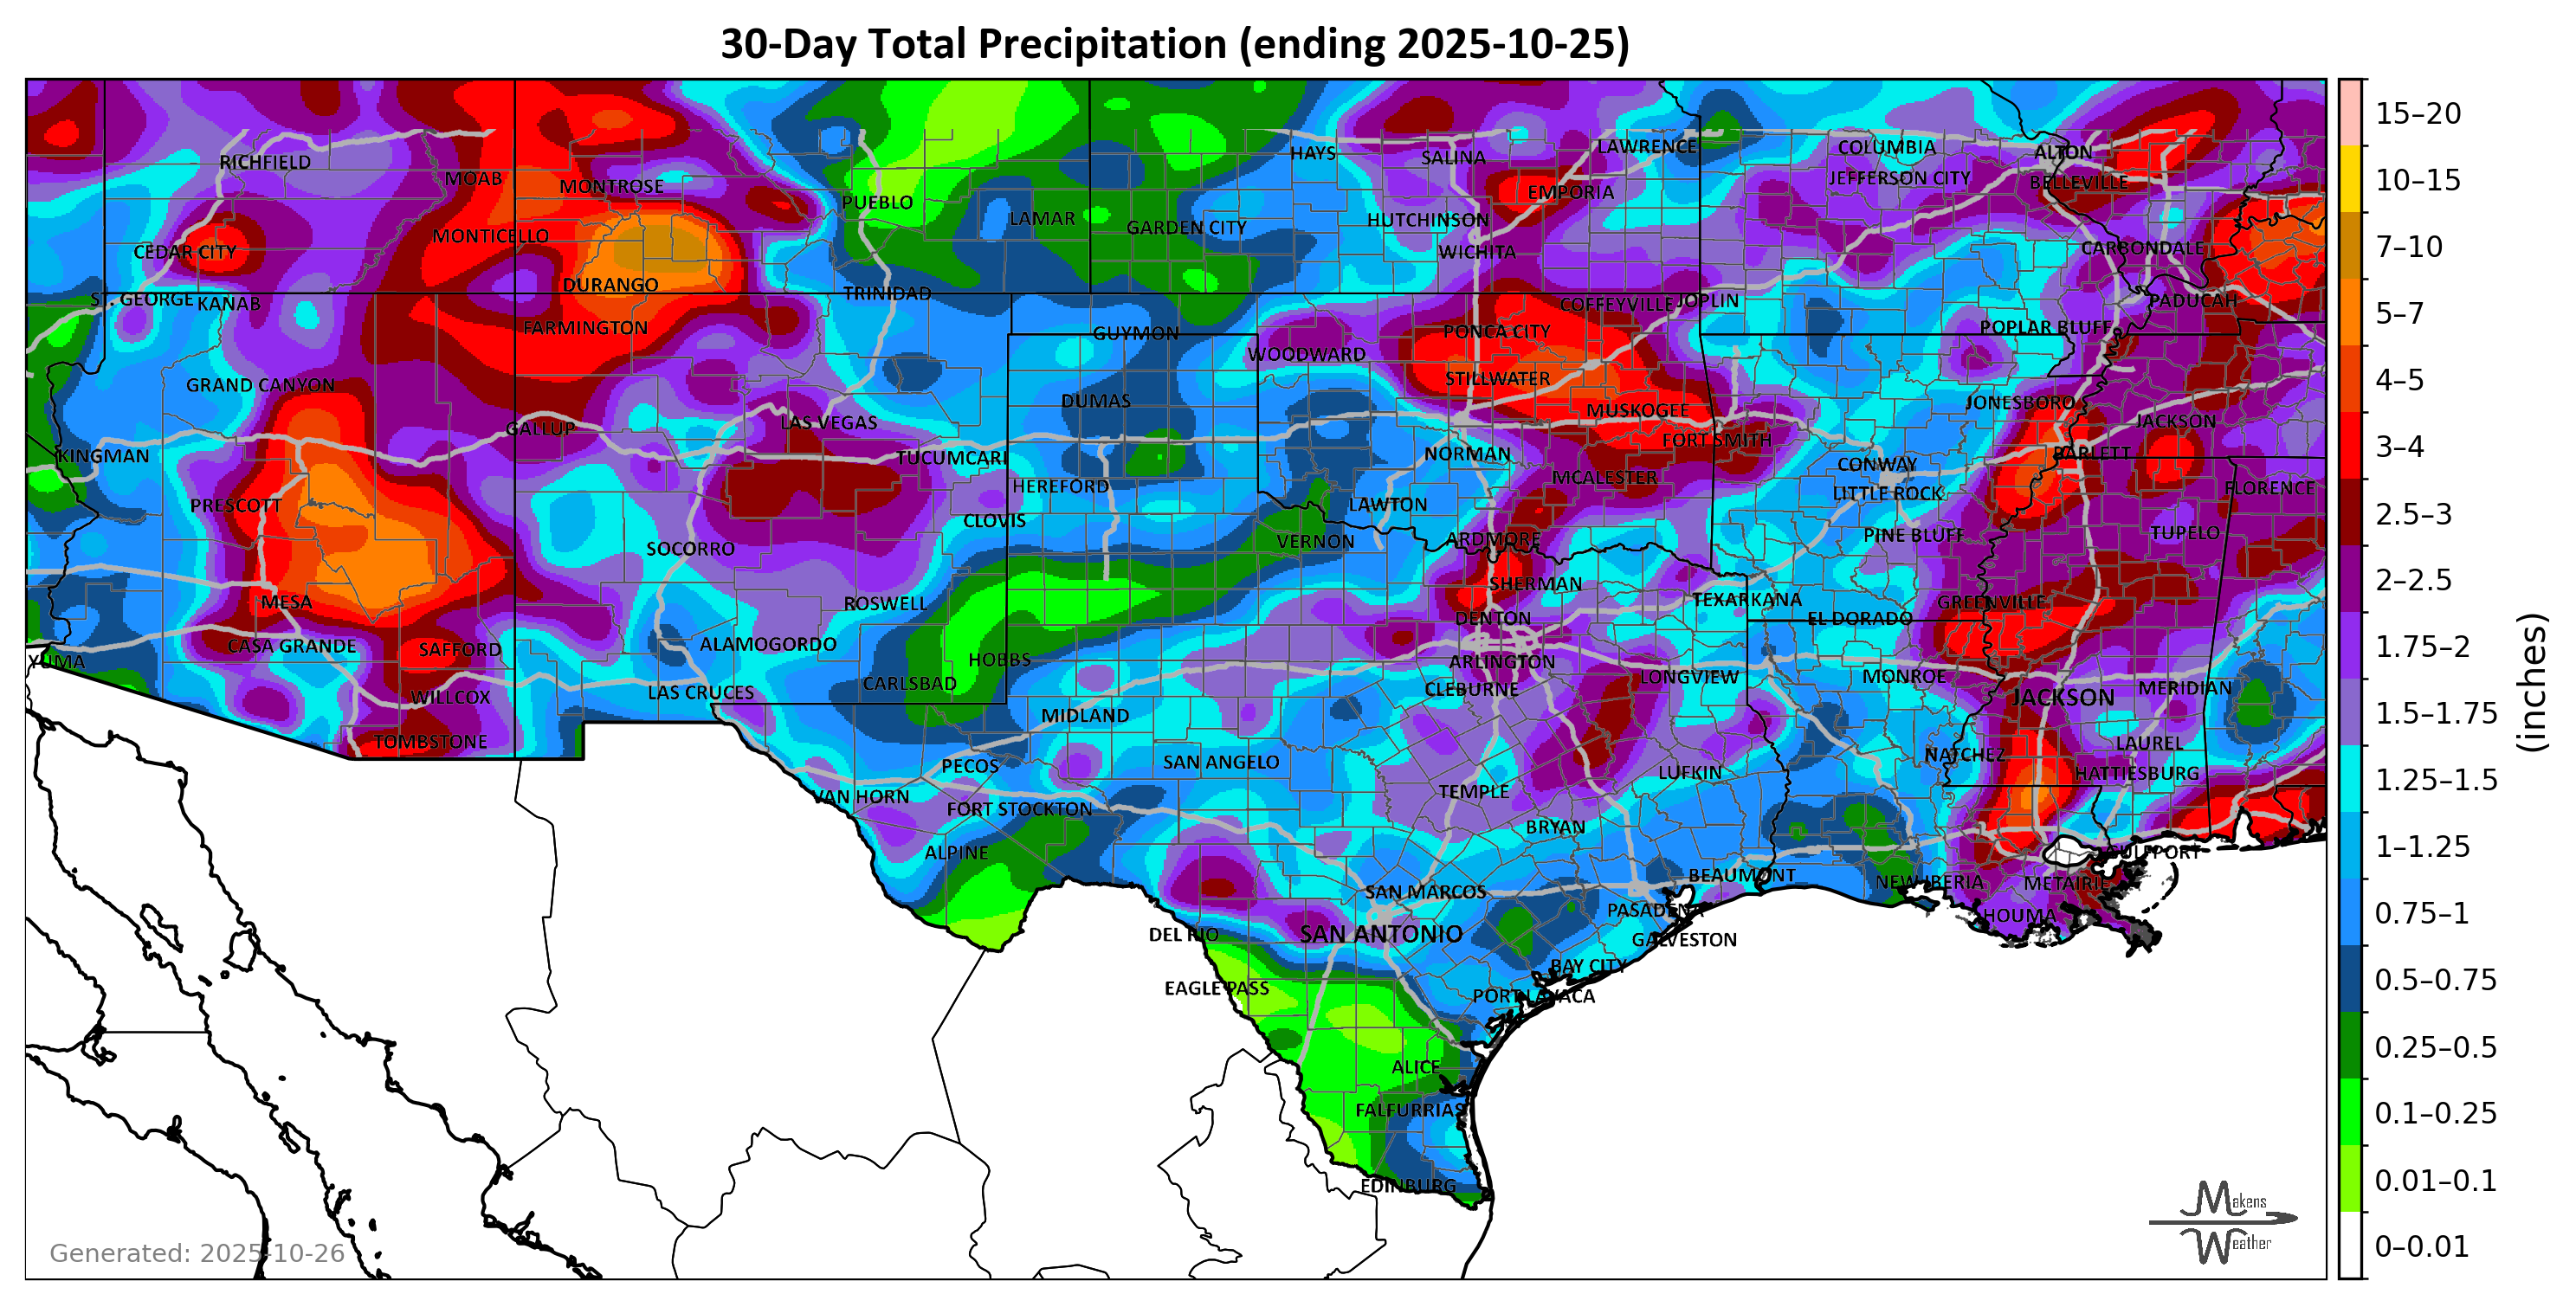 30-Day Total Precipitation (ending 2025-10-25)
HAYS
SALINA
LAWRENCE
COLUMBIA
ALTON
RICHFIELD
MOAB
MONTROSE
JEFFERSON CITY
BELLEVILLE
PUEBLO
LAMAR
EMPORIA
GARDEN CITY
HUTCHINSON
MONTICELLO
CEDAR CITY
WICHITA
CARBONDALE
DURANGO
TRINIDAD
ST. GEORGE
KANAB
COFFEYVILLE
JOPLIN
PADUCAH
FARMINGTON
GUYMON
PONCA CITY
POPLAR BLUFF
WOODWARD
GRAND CANYON
STILLWATER
DUMAS
MUSKOGEE
JONESBORO
JACKSON
GALLUP
LAS VEGAS
FORT SMITH
KINGMAN
TUCUMCARI
NORMAN
BARLETT
CONWAY
HEREFORD
MCALESTER
LITTLE ROCK
FLORENCE
PRESCOTT
LAWTON
CLOVIS
PINE BLUFF
TUPELO
SOCORRO
VERNON
ARDMORE
SHERMAN
MESA
ROSWELL
TEXARKANA
GREENVILLE
DENTON
EL DORADO
CASA GRANDE
SAFFORD
ALAMOGORDO
YUMA
HOBBS
ARLINGTON
LONGVIEW
MONROE
CARLSBAD
LAS CRUCES
CLEBURNE
MERIDIAN
WILLCOX
JACKSON
MIDLAND
TOMBSTONE
LAUREL
PECOS
SAN ANGELO
NATCHEZ
LUFKIN
HATTIESBURG
VAN HORN
FORT STOCKTON
TEMPLE
BRYAN
ALPINE
GULFPORT
BEAUMONT
NEW IBERIA
METAIRIE
SAN MARCOS
PASADENA
HOUMA
DEL RIO
SAN ANTONIO
GALVESTON
BAY CITY
EAGLE PASS
PORT LAVACA
ALICE
FALFURRIAS
EDINBURG
15–20
10–15
7–10
5–7
4–5
3–4
2.5–3
2–2.5
1.75–2
1.5–1.75
1.25–1.5
1–1.25
0.75–1
0.5–0.75
0.25–0.5
0.1–0.25
0.01–0.1
0–0.01
(inches)
Makens
Weather
Generated: 2025-10-26